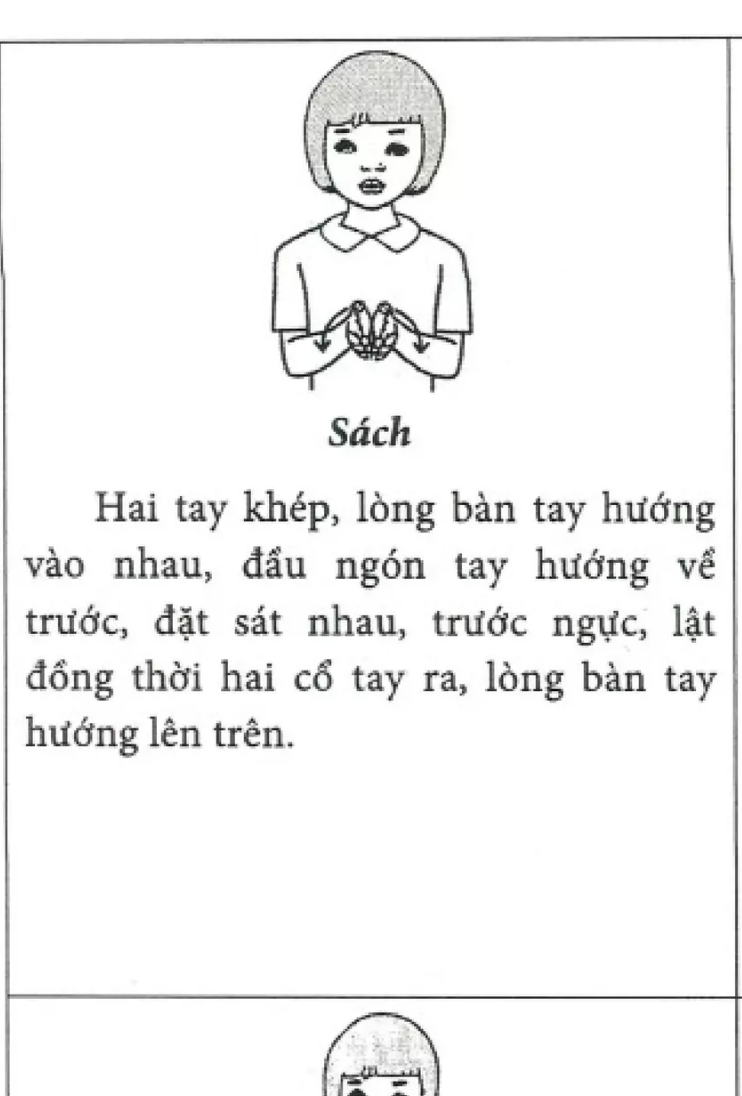 Sách
Hai tay khép, lòng bàn tay hướng
vào nhau, đầu ngón tay hướng về
trước, đặt sát nhau, trước ngực, lật
đồng thời hai cổ tay ra, lòng bàn tay
hướng lên trên.